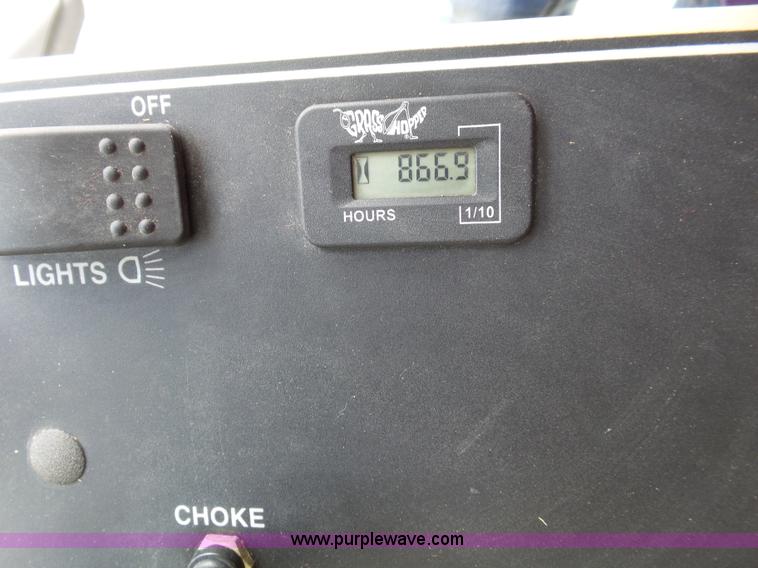 OFF
GRASSHOPPER
866.9
HOURS 1/10
LIGHTS
CHOKE
www.purplewave.com